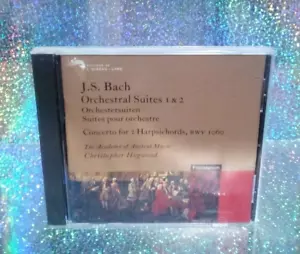 J.S. Bach
Orchestral Suites 1 & 2
Orchestersuiten
Suites pour orchestre
Concerto for 2 Harpsichords, BWV 1060
The Academy of Ancient Music
Christopher Hogwood